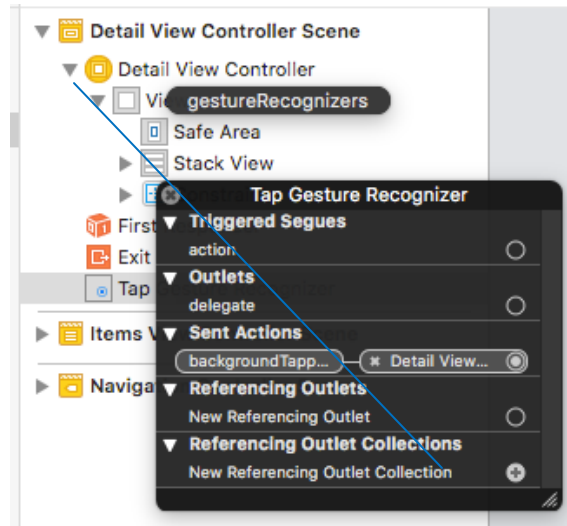 Detail View Controller Scene
Detail View Controller
gestureRecognizers
Safe Area
Stack View
Tap Gesture Recognizer
First
Triggered Segues
action
Exit
Outlets
Tap
delegate
Items
Sent Actions
backgroundTapp...
Detail View...
Referencing Outlets
New Referencing Outlet
Referencing Outlet Collections
New Referencing Outlet Collection